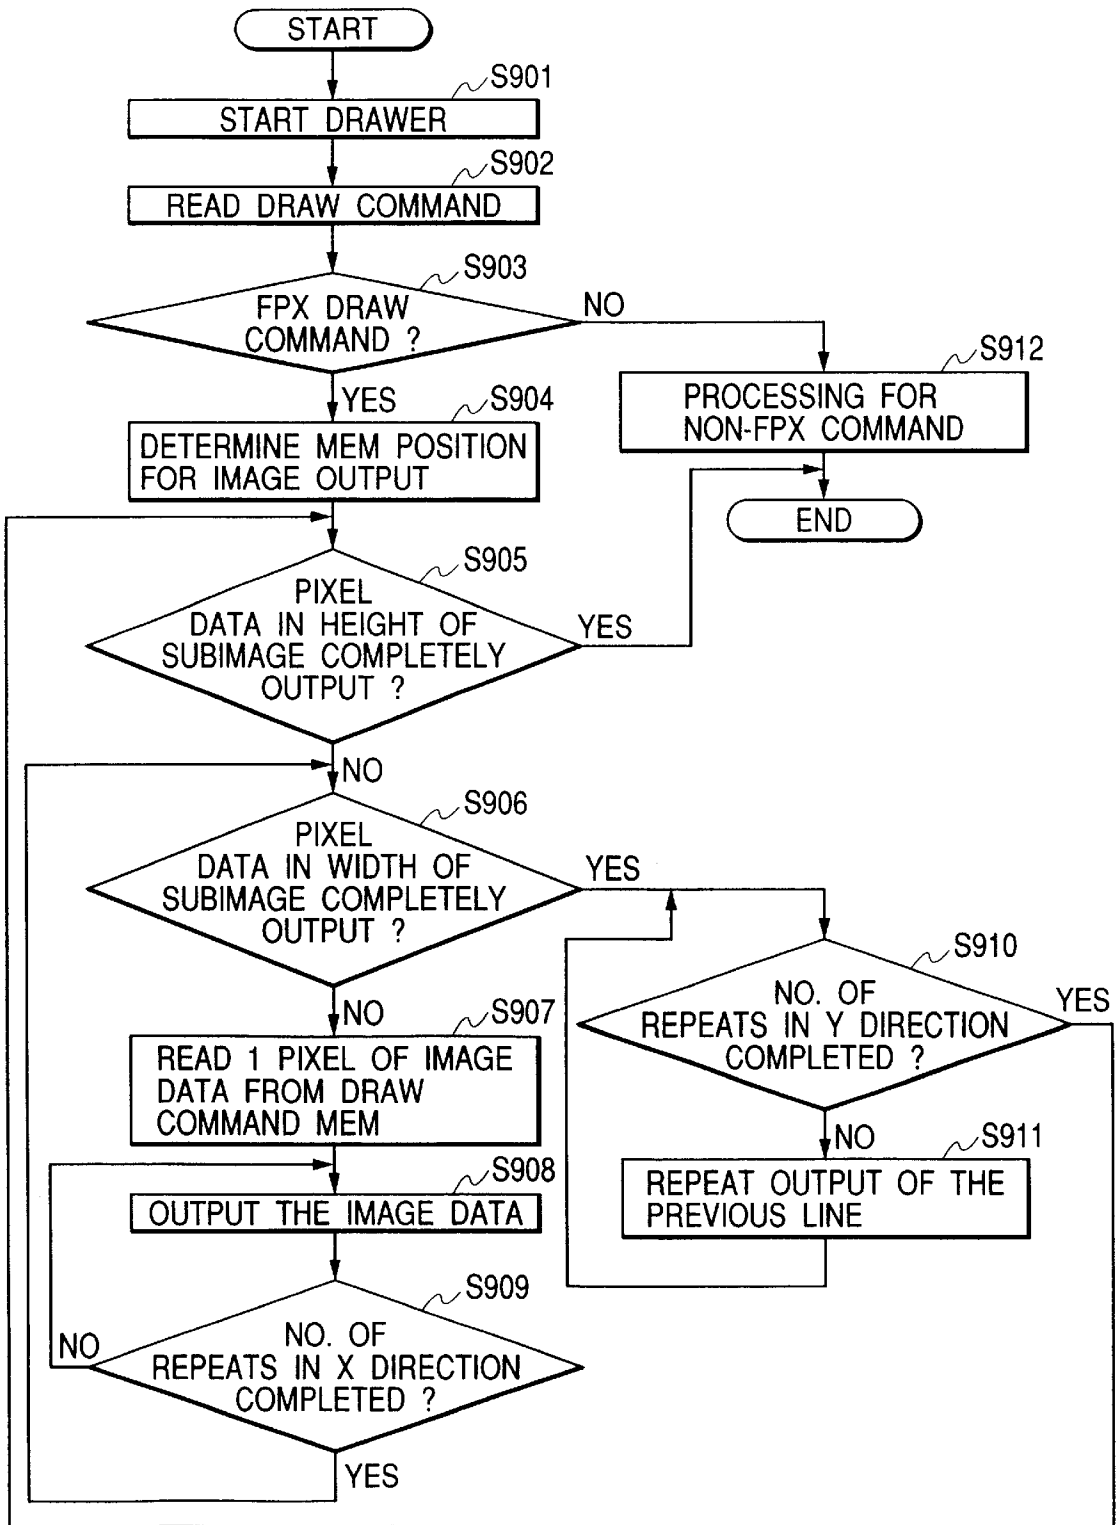 START
S901
START DRAWER
S902
READ DRAW COMMAND
S903
FPX DRAW
COMMAND ?
NO
YES
S912
PROCESSING FOR
NON-FPX COMMAND
END
S904
DETERMINE MEM POSITION
FOR IMAGE OUTPUT
S905
PIXEL
DATA IN HEIGHT OF
SUBIMAGE COMPLETELY
OUTPUT ?
YES
NO
S906
PIXEL
DATA IN WIDTH OF
SUBIMAGE COMPLETELY
OUTPUT ?
YES
NO
S907
READ 1 PIXEL OF IMAGE
DATA FROM DRAW
COMMAND MEM
S908
OUTPUT THE IMAGE DATA
S909
NO. OF
REPEATS IN X DIRECTION
COMPLETED ?
NO
YES
S910
NO. OF
REPEATS IN Y DIRECTION
COMPLETED ?
YES
NO
S911
REPEAT OUTPUT OF THE
PREVIOUS LINE